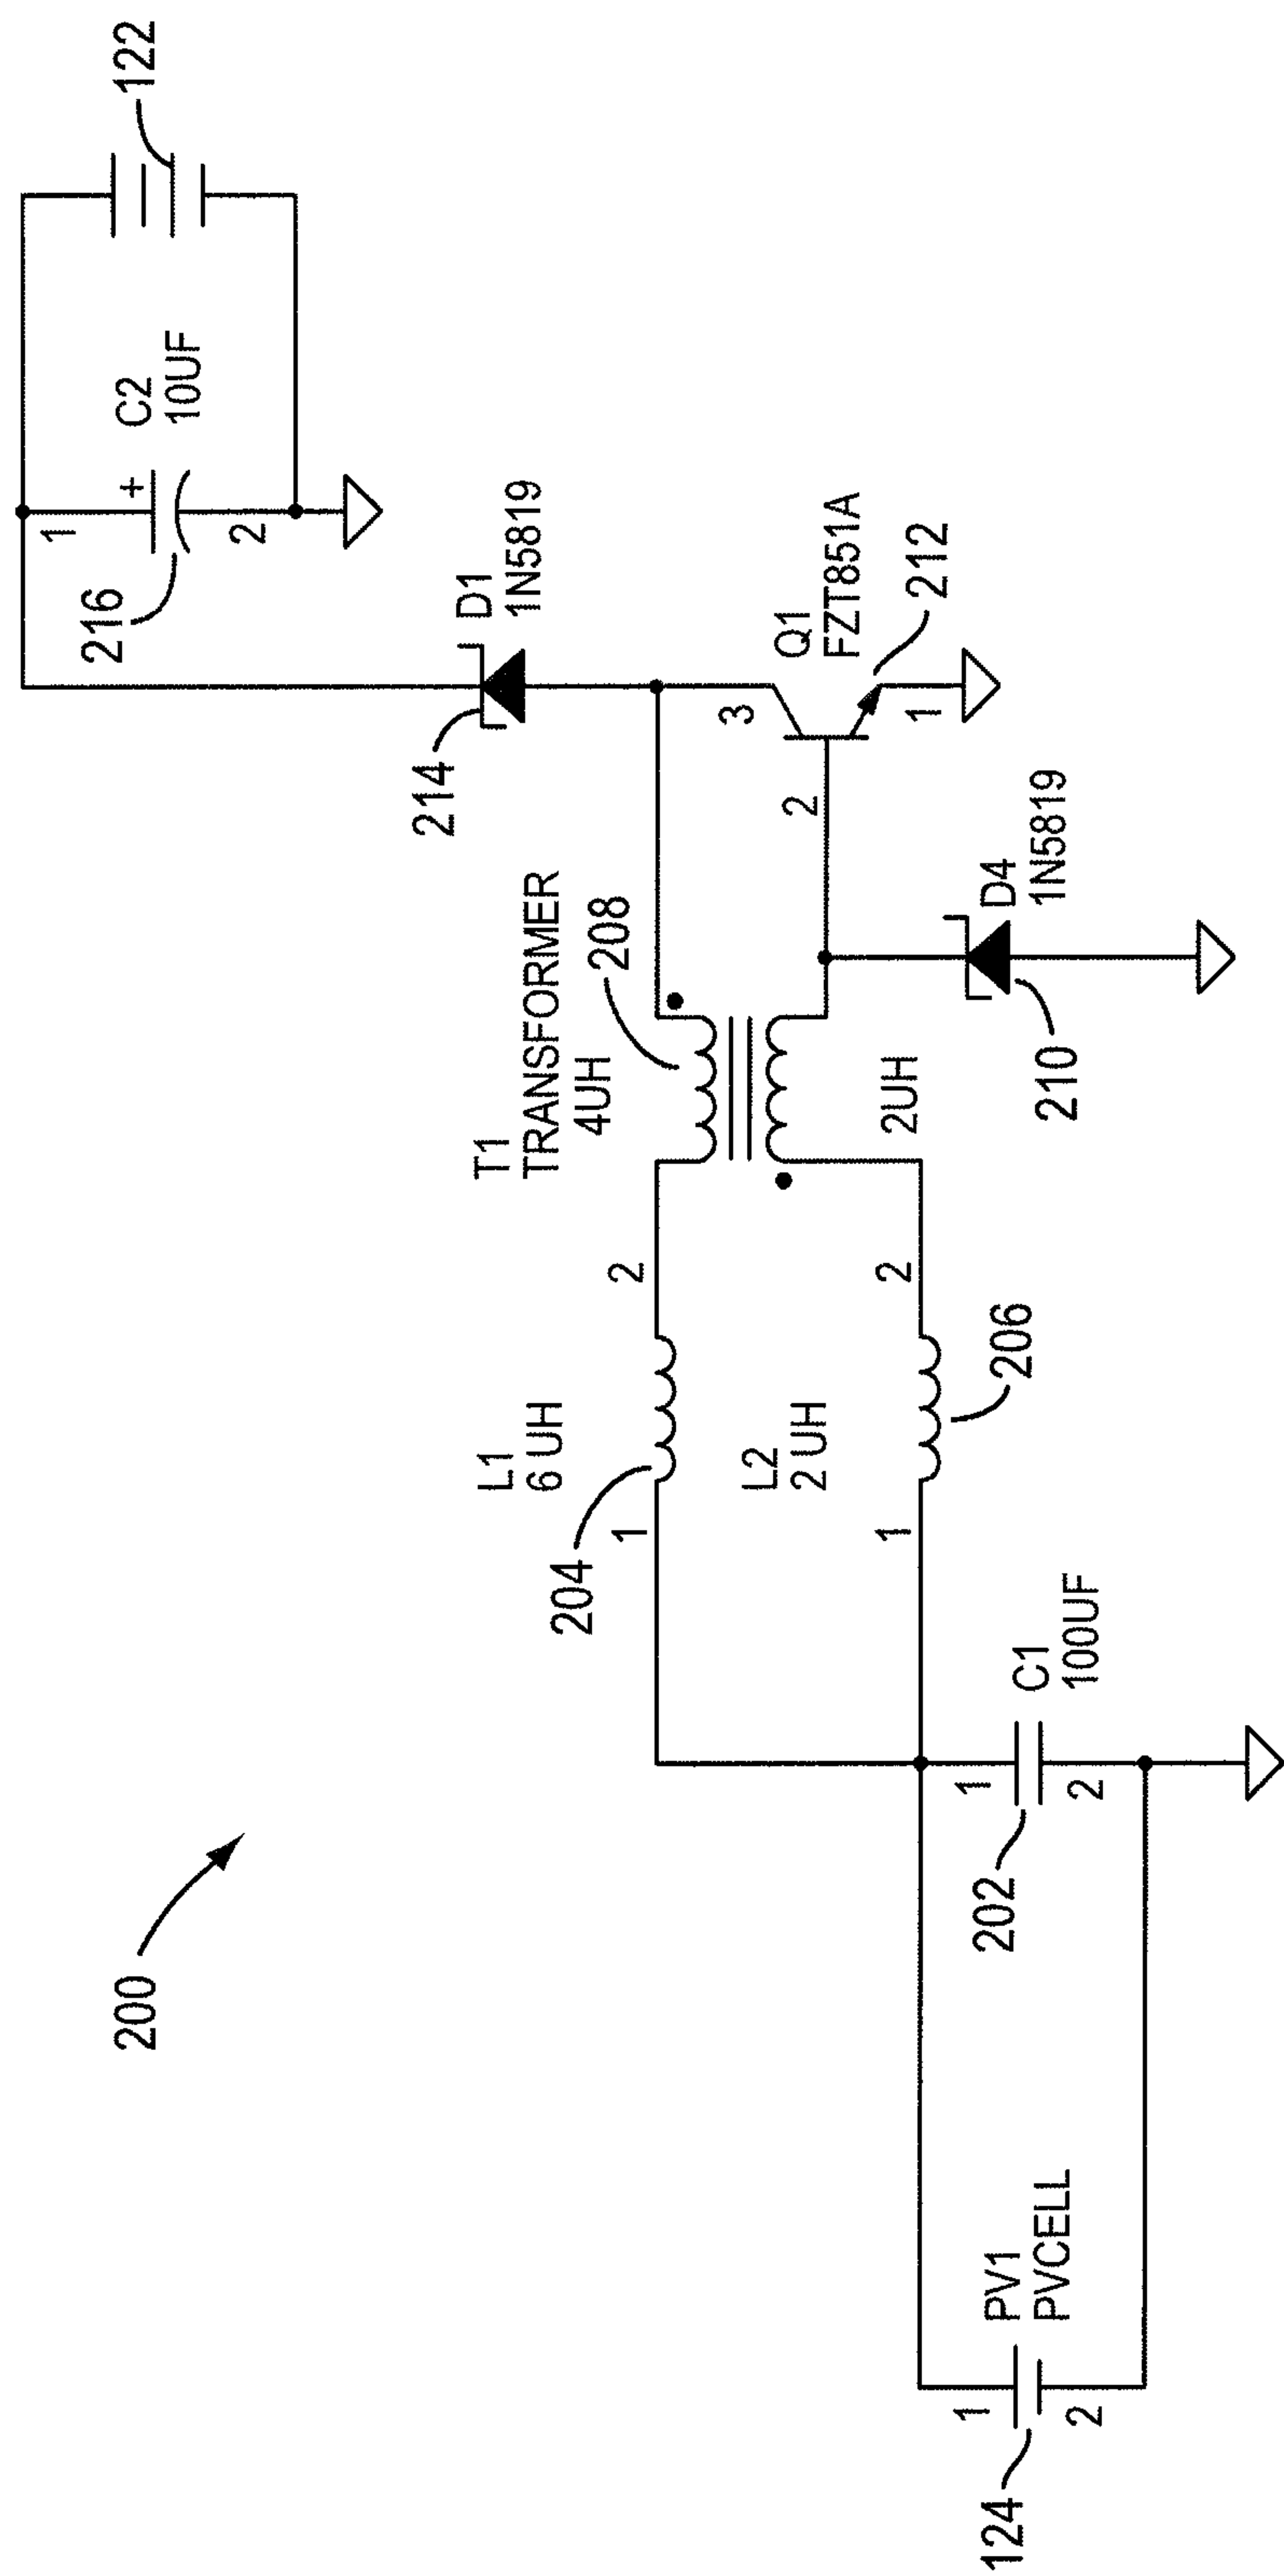 200
124
PV1
PVCELL
1
2
202
C1
100UF
1
2
204
L1
6 UH
1
2
L2
2 UH
1
2
206
T1
TRANSFORMER
4UH
208
2UH
210
D4
1N5819
214
D1
1N5819
Q1
FZT851A
3
2
1
212
216
C2
10UF
1
+
2
122